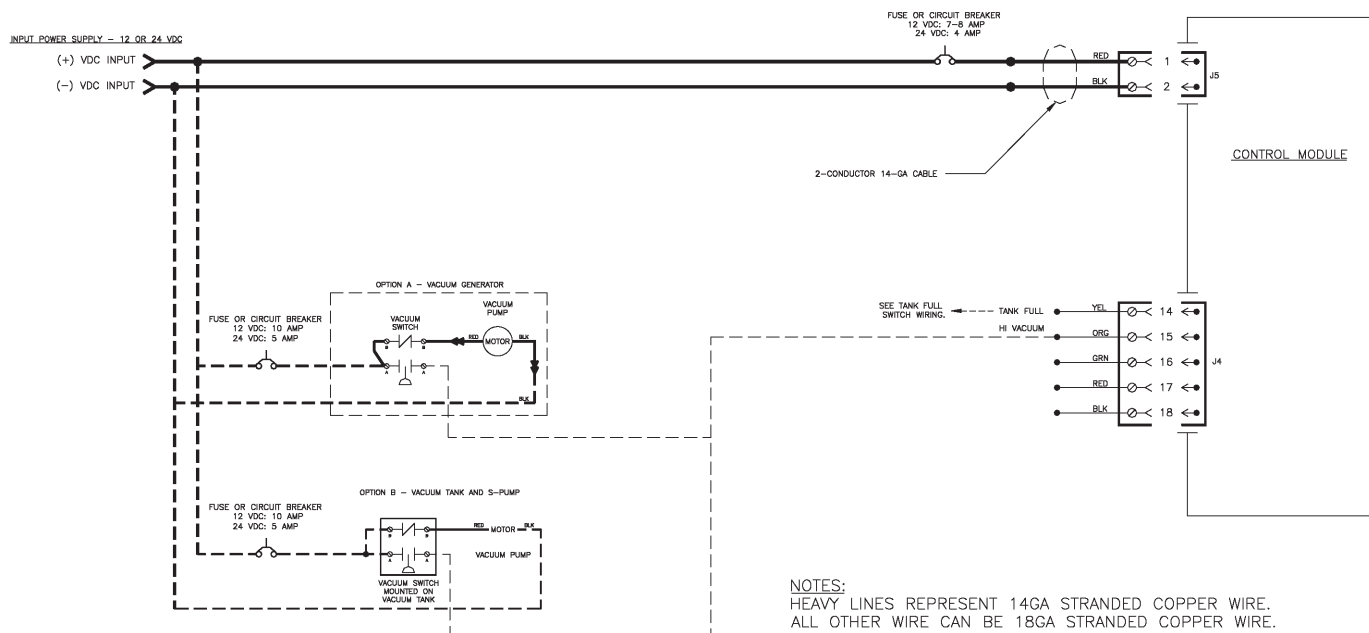 FUSE OR CIRCUIT BREAKER
12 VDC: 7-8 AMP
24 VDC: 4 AMP
INPUT POWER SUPPLY - 12 OR 24 VDC
(+) VDC INPUT
(-) VDC INPUT
RED
1
BLK
2
J5
CONTROL MODULE
2-CONDUCTOR 14-GA CABLE
OPTION A - VACUUM GENERATOR
FUSE OR CIRCUIT BREAKER
12 VDC: 10 AMP
24 VDC: 5 AMP
VACUUM
SWITCH
VACUUM
PUMP
B
B
RED
MOTOR
BLK
A
A
BLK
SEE TANK FULL
SWITCH WIRING.
TANK FULL
YEL
14
HI VACUUM
ORG
15
GRN
16
J4
RED
17
BLK
18
OPTION B - VACUUM TANK AND S-PUMP
FUSE OR CIRCUIT BREAKER
12 VDC: 10 AMP
24 VDC: 5 AMP
B
B
RED
MOTOR
BLK
A
A
VACUUM PUMP
VACUUM SWITCH
MOUNTED ON
VACUUM TANK
NOTES:
HEAVY LINES REPRESENT 14GA STRANDED COPPER WIRE.
ALL OTHER WIRE CAN BE 18GA STRANDED COPPER WIRE.